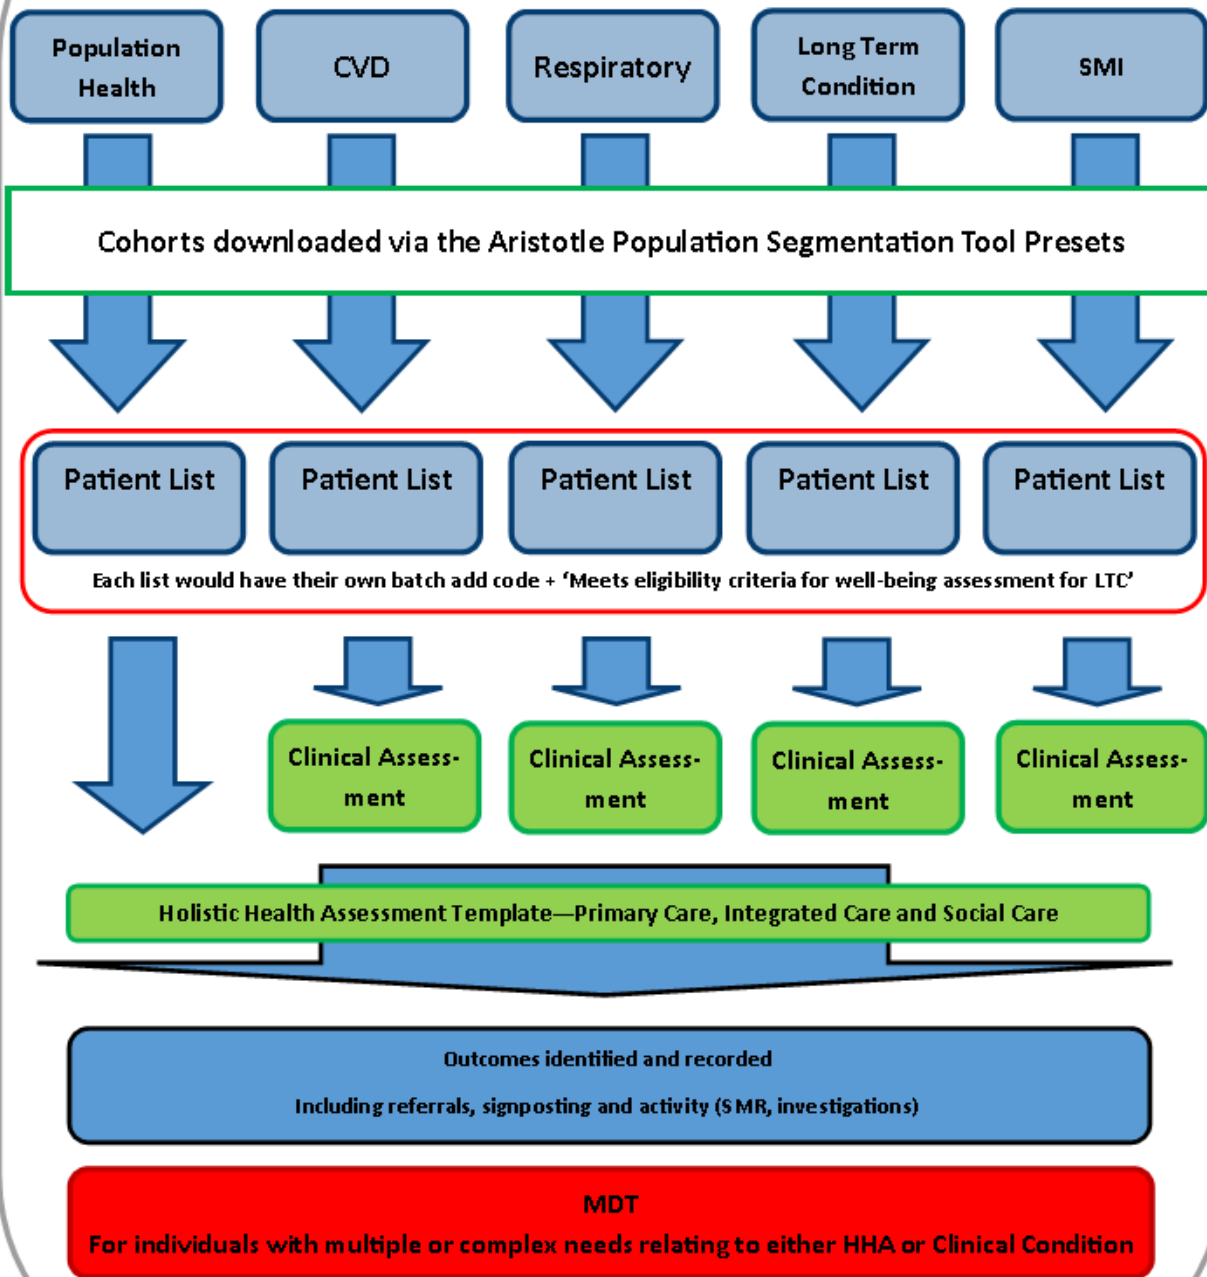 Population
Health
CVD
Respiratory
Long Term
Condition
SMI
Cohorts downloaded via the Aristotle Population Segmentation Tool Presets
Patient List
Patient List
Patient List
Patient List
Patient List
Each list would have their own batch add code + ‘Meets eligibility criteria for well-being assessment for LTC’
Clinical Assess-
ment
Clinical Assess-
ment
Clinical Assess-
ment
Clinical Assess-
ment
Holistic Health Assessment Template—Primary Care, Integrated Care and Social Care
Outcomes identified and recorded
Including referrals, signposting and activity (SMR, investigations)
MDT
For individuals with multiple or complex needs relating to either HHA or Clinical Condition